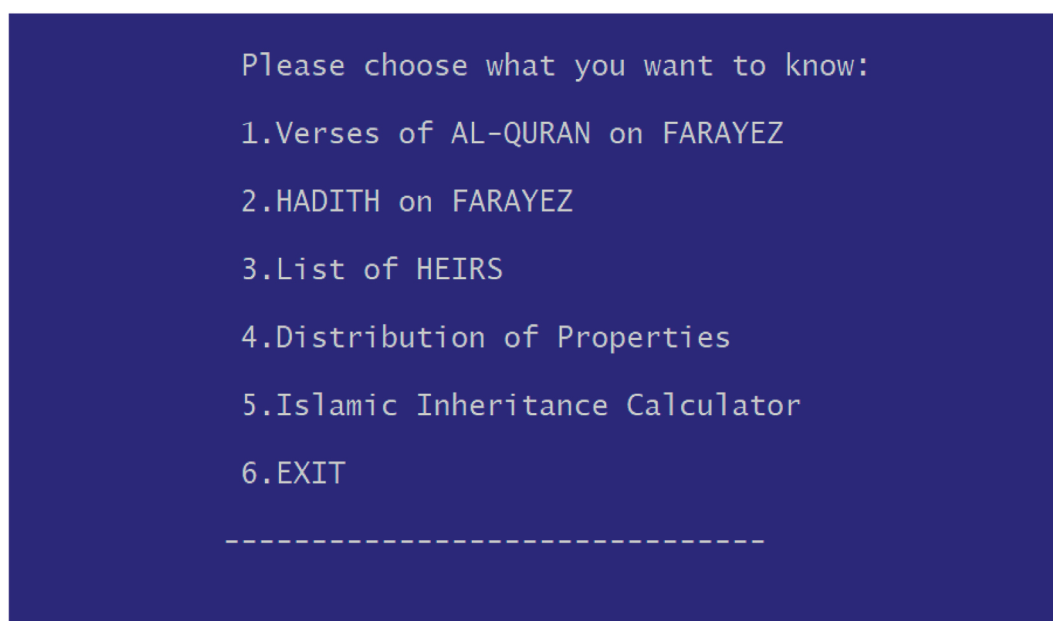 Please choose what you want to know:
1.Verses of AL-QURAN on FARAYEZ
2.HADITH on FARAYEZ
3.List of HEIRS
4.Distribution of Properties
5.Islamic Inheritance Calculator
6.EXIT
-------------------------------